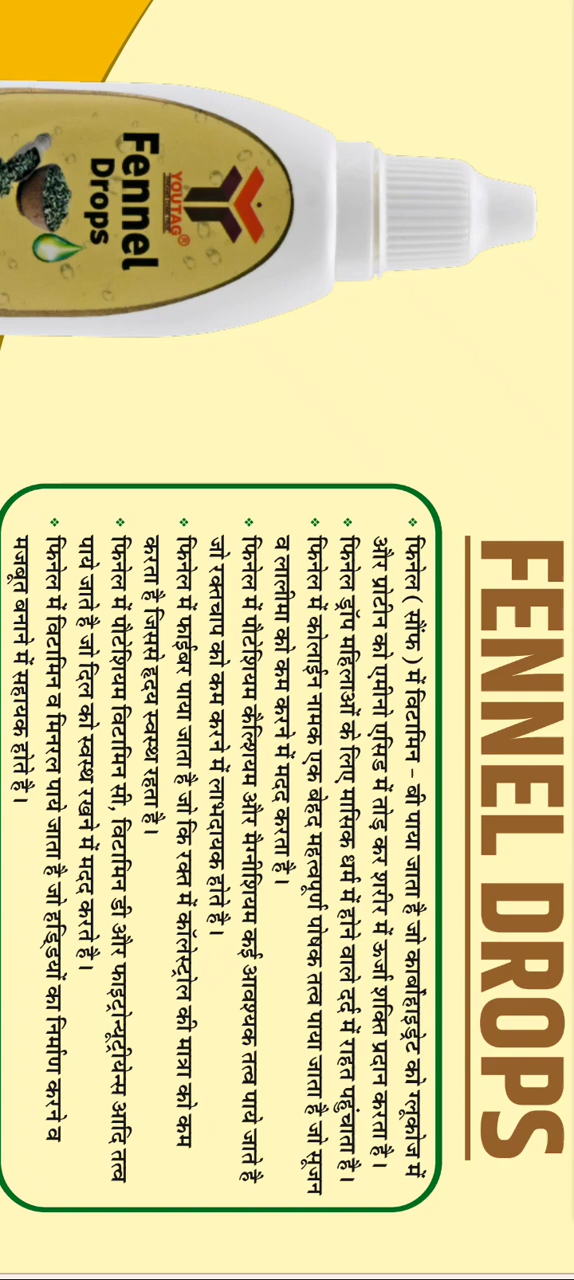 FENNEL DROPS
YOUTAG®
Fennel
Drops
❖ फिनेल ( सौंफ ) में विटामिन - बी पाया जाता है जो कार्बोहाइड्रेट को ग्लूकोज में
और प्रोटीन को एमीनो एसिड में तोड़ कर शरीर में ऊर्जा शक्ति प्रदान करता है।
❖ फिनेल ड्रॉप महिलाओं के लिए मासिक धर्म में होने वाले दर्द में राहत पहुंचाता है।
❖ फिनेल में कोलाईन नामक एक बेहद महत्वपूर्ण पोषक तत्व पाया जाता है जो सूजन
व लालीमा को कम करने में मदद करता है।
❖ फिनेल में पौटेशियम कैल्शियम और मैग्नीशियम कई आवश्यक तत्व पाये जाते है
जो रक्तचाप को कम करने में लाभदायक होते है।
❖ फिनेल में फाईबर पाया जाता है जो कि रक्त में कॉलेस्ट्रोल की मात्रा को कम
करता है जिससे हृदय स्वस्थ रहता है।
❖ फिनेल में पौटेशियम विटामिन सी, विटामिन डी और फाइट्रोन्यूट्रीयेन्स आदि तत्व
पाये जाते है जो दिल को स्वस्थ रखने में मदद करते है।
❖ फिनेल में विटामिन व मिनरल पाये जाता है जो हड्डियों का निर्माण करने व
मजबूत बनाने में सहायक होते है।